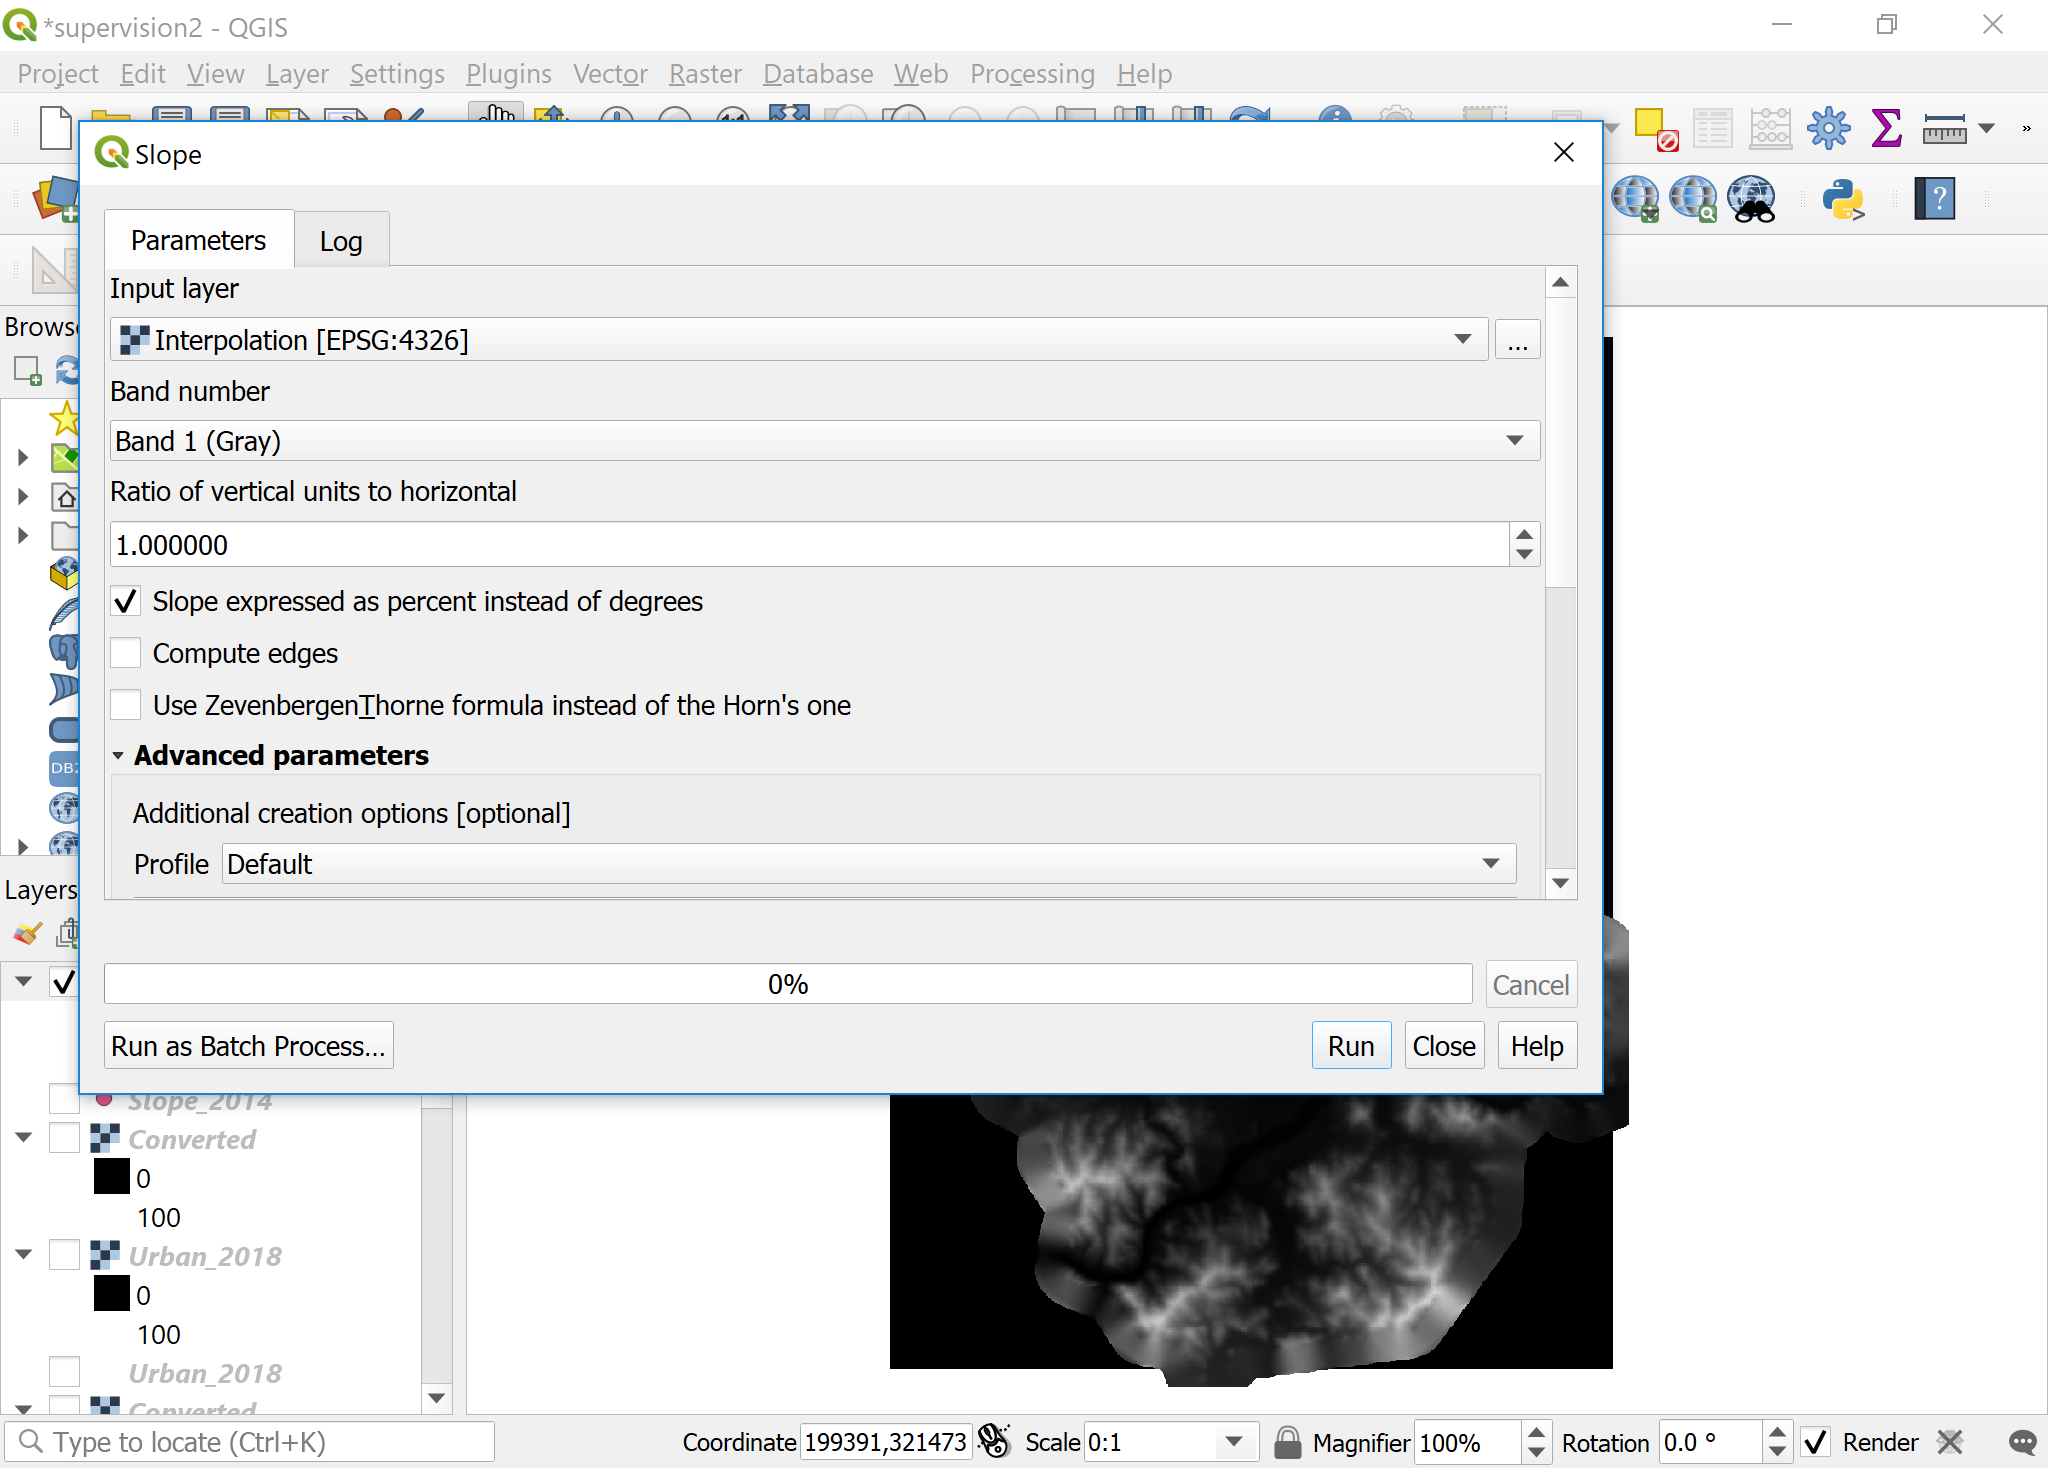 *supervision2 - QGIS
Project Edit View Layer Settings Plugins Vector Raster Database Web Processing Help
1:1
»
Slope
Parameters Log
Input layer
Interpolation [EPSG:4326]
...
Band number
Band 1 (Gray)
Ratio of vertical units to horizontal
1.000000
Slope expressed as percent instead of degrees
Compute edges
Use ZevenbergenThorne formula instead of the Horn's one
Advanced parameters
Additional creation options [optional]
Profile Default
0%
Cancel
Run as Batch Process...
Run Close Help
Brows
DB2
Layers
Slope_2014
Converted
0
100
Urban_2018
0
100
Urban_2018
Converted
Type to locate (Ctrl+K)
Coordinate 199391,321473 Scale 0:1 Magnifier 100% Rotation 0.0 ° Render